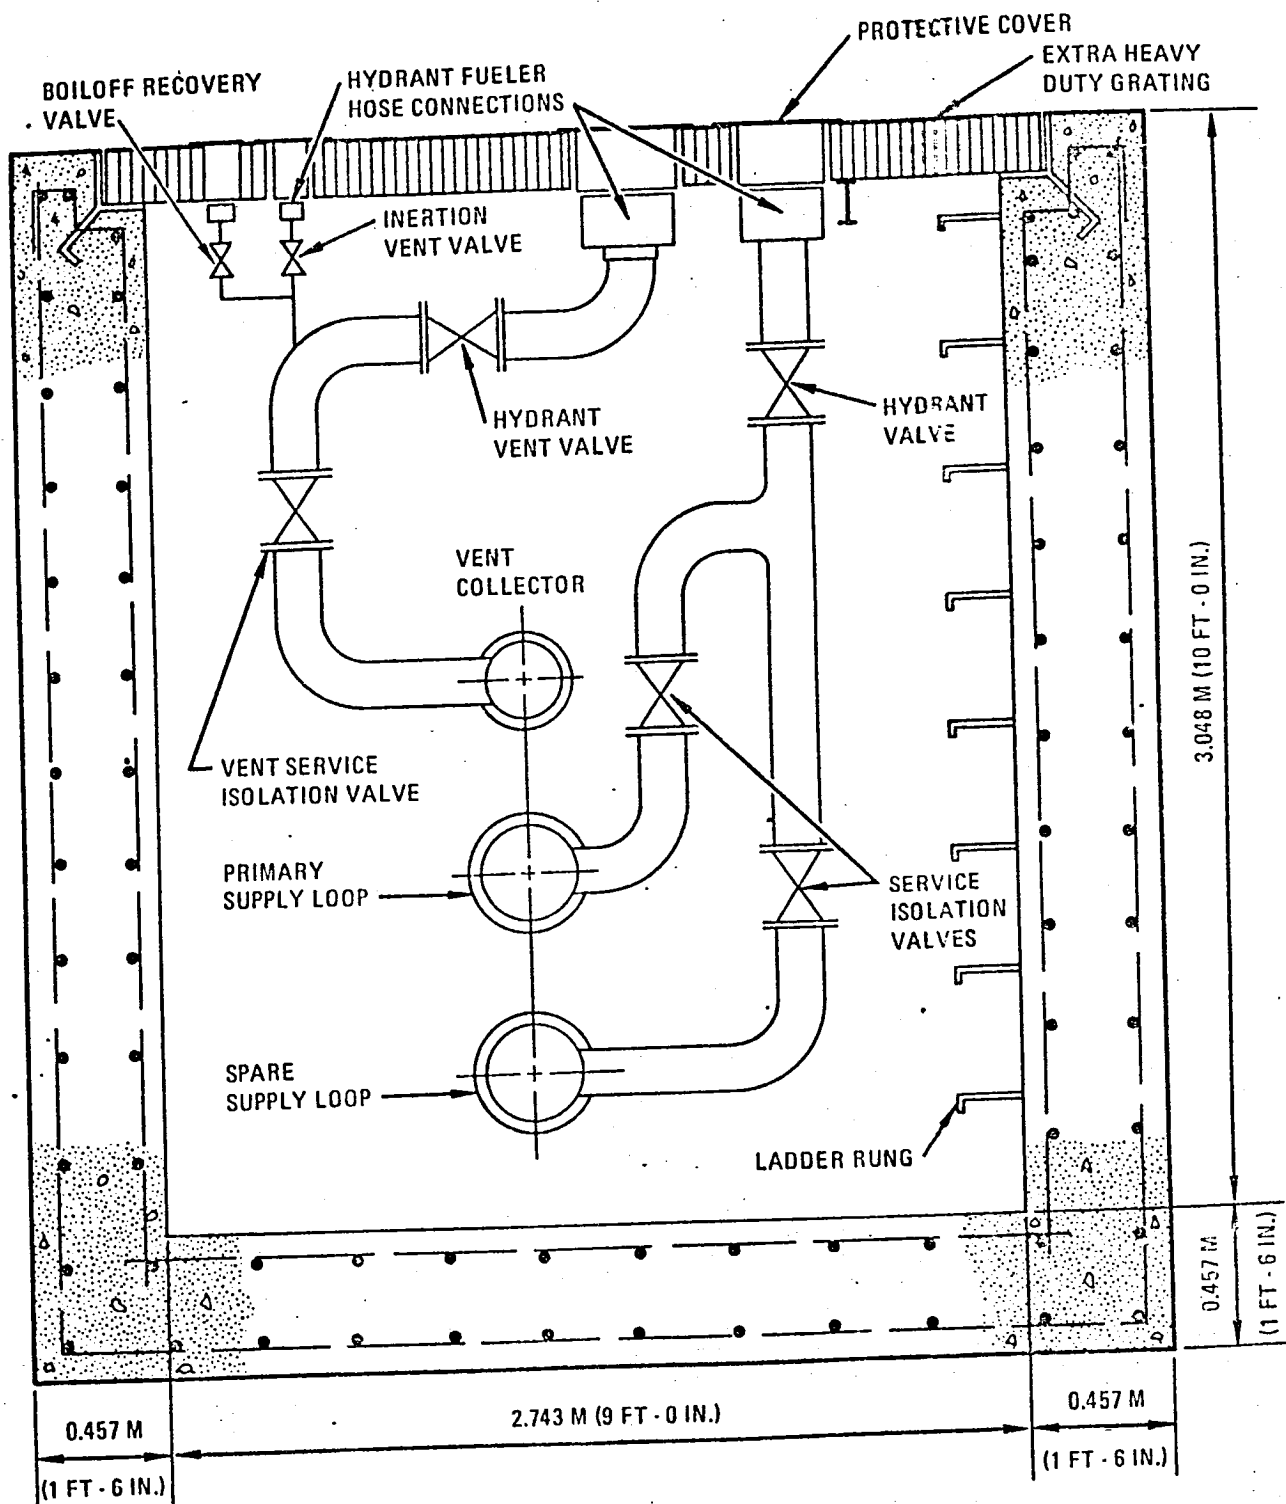 PROTECTIVE COVER
EXTRA HEAVY
DUTY GRATING
BOILOFF RECOVERY
VALVE
HYDRANT FUELER
HOSE CONNECTIONS
INERTION
VENT VALVE
HYDRANT
VENT VALVE
HYDRANT
VALVE
VENT
COLLECTOR
VENT SERVICE
ISOLATION VALVE
PRIMARY
SUPPLY LOOP
SERVICE
ISOLATION
VALVES
SPARE
SUPPLY LOOP
LADDER RUNG
3.048 M (10 FT - 0 IN.)
0.457 M
(1 FT - 6 IN.)
0.457 M
(1 FT - 6 IN.)
2.743 M (9 FT - 0 IN.)
0.457 M
(1 FT - 6 IN.)